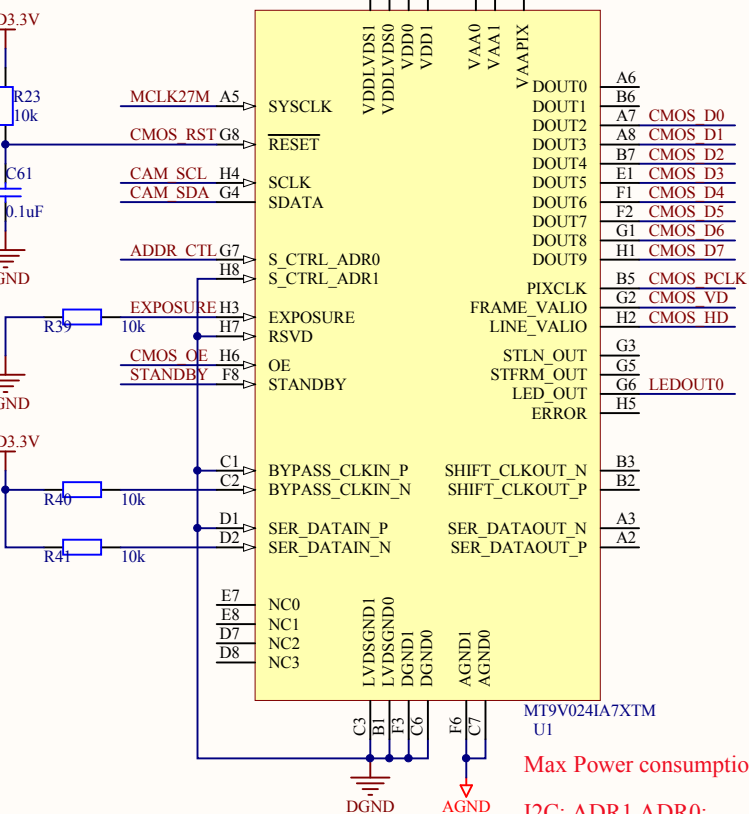 D3.3V
R23
10k
C61
0.1uF
GND
R39
10k
GND
D3.3V
R40
10k
R41
10k
MCLK27M A5 SYSCLK
CMOS_RST G8 RESET
CAM_SCL H4 SCLK
CAM_SDA G4 SDATA
ADDR_CTL G7 S_CTRL_ADR0
H8 S_CTRL_ADR1
EXPOSURE H3 EXPOSURE
H7 RSVD
CMOS_OE H6 OE
STANDBY F8 STANDBY
C1 BYPASS_CLKIN_P
C2 BYPASS_CLKIN_N
D1 SER_DATAIN_P
D2 SER_DATAIN_N
E7 NC0
E8 NC1
D7 NC2
D8 NC3
VDDLVDS1
VDDLVDS0
VDD0
VDD1
VAA0
VAA1
VAAPIX
DOUT0 A6
DOUT1 B6
DOUT2 A7 CMOS_D0
DOUT3 A8 CMOS_D1
DOUT4 B7 CMOS_D2
DOUT5 E1 CMOS_D3
DOUT6 F1 CMOS_D4
DOUT7 F2 CMOS_D5
DOUT8 G1 CMOS_D6
DOUT9 H1 CMOS_D7
PIXCLK B5 CMOS_PCLK
FRAME_VALIO G2 CMOS_VD
LINE_VALIO H2 CMOS_HD
STLN_OUT G3
STFRM_OUT G5
LED_OUT G6 LEDOUT0
ERROR H5
SHIFT_CLKOUT_N B3
SHIFT_CLKOUT_P B2
SER_DATAOUT_N A3
SER_DATAOUT_P A2
LVDSGND1 C3
LVDSGND0 B1
DGND1 F3
DGND0 C6
AGND1 F6
AGND0 C7
MT9V024IA7XTM
U1
DGND
AGND
Max Power consumptio
I2C: ADR1 ADR0: